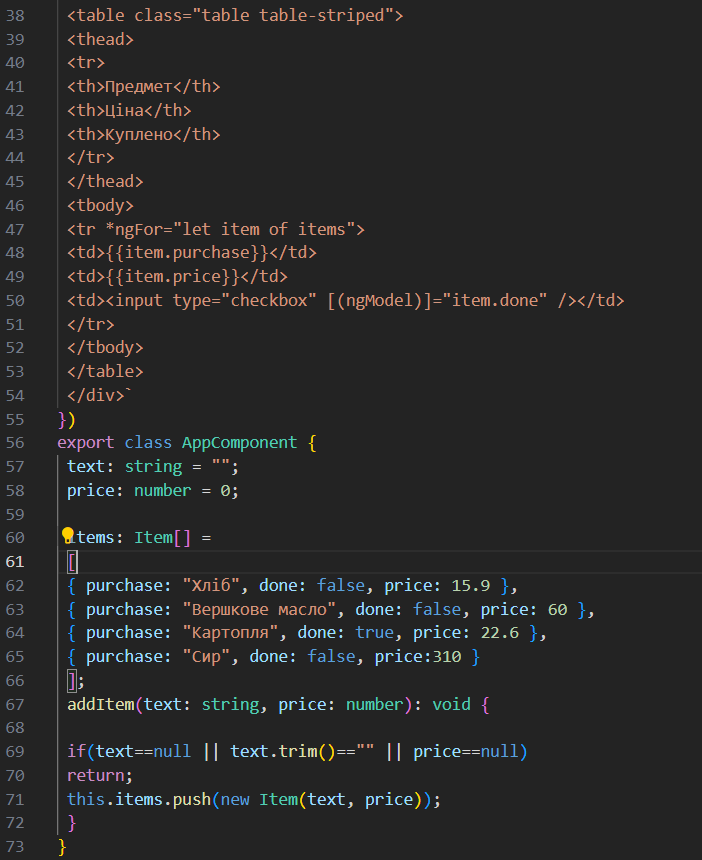 38 <table class="table table-striped">
39 <thead>
40 <tr>
41 <th>Предмет</th>
42 <th>Ціна</th>
43 <th>Куплено</th>
44 </tr>
45 </thead>
46 <tbody>
47 <tr *ngFor="let item of items">
48 <td>{{item.purchase}}</td>
49 <td>{{item.price}}</td>
50 <td><input type="checkbox" [(ngModel)]="item.done" /></td>
51 </tr>
52 </tbody>
53 </table>
54 </div>`
55 })
56 export class AppComponent {
57 text: string = "";
58 price: number = 0;
59
60 items: Item[] =
61 [
62 { purchase: "Хліб", done: false, price: 15.9 },
63 { purchase: "Вершкове масло", done: false, price: 60 },
64 { purchase: "Картопля", done: true, price: 22.6 },
65 { purchase: "Сир", done: false, price:310 }
66 ];
67 addItem(text: string, price: number): void {
68
69 if(text==null || text.trim()=="" || price==null)
70 return;
71 this.items.push(new Item(text, price));
72 }
73 }